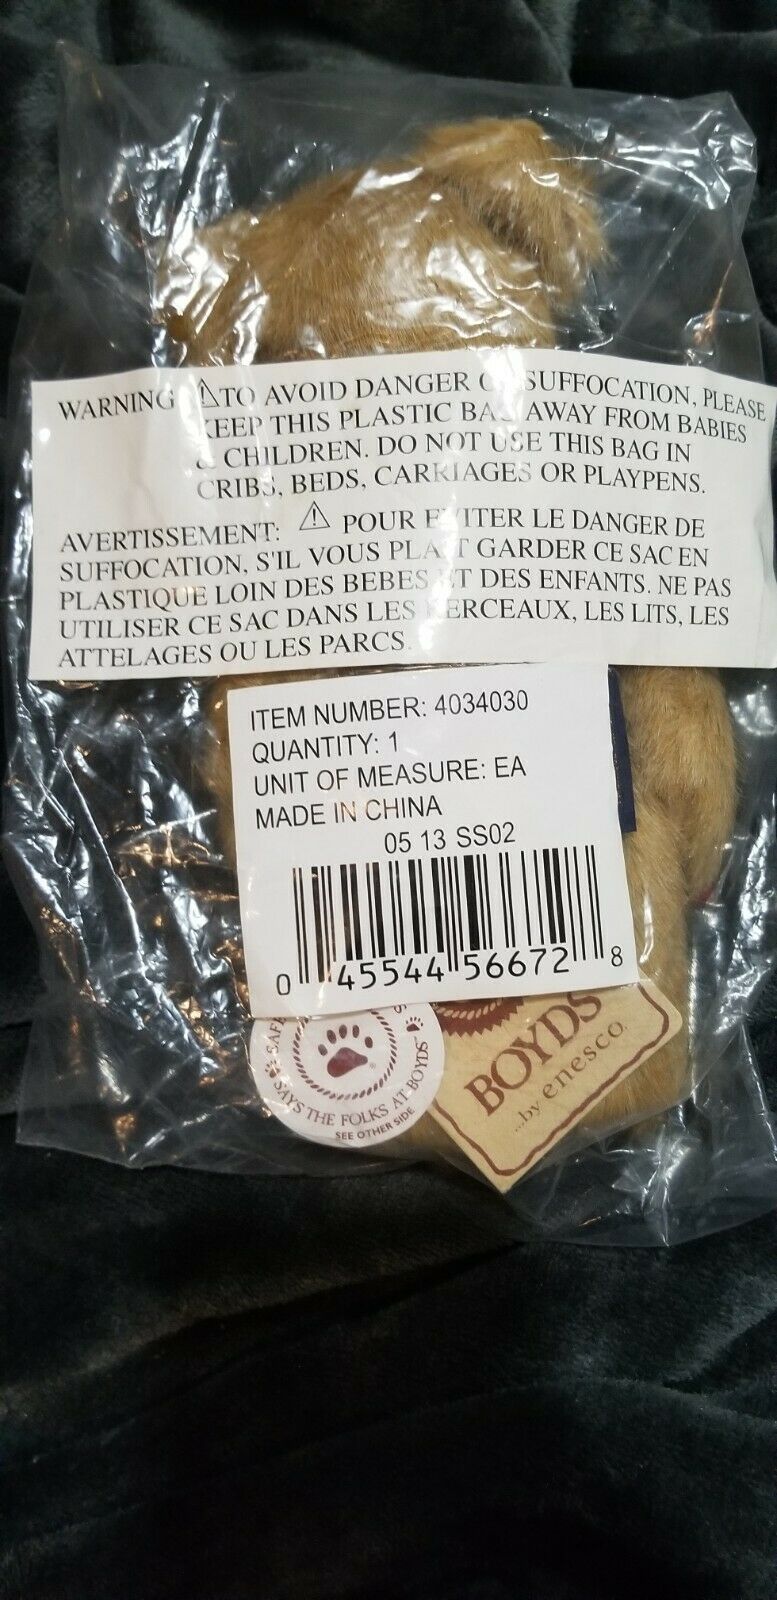 WARNING ⚠TO AVOID DANGER SUFFOCATION, PLEASE
KEEP THIS PLASTIC BAG AWAY FROM BABIES
& CHILDREN. DO NOT USE THIS BAG IN
CRIBS, BEDS, CARRIAGES OR PLAYPENS.
AVERTISSEMENT: ⚠ POUR EVITER LE DANGER DE
SUFFOCATION, S'IL VOUS PLAIT GARDER CE SAC EN
PLASTIQUE LOIN DES BEBES ET DES ENFANTS. NE PAS
UTILISER CE SAC DANS LES BERCEAUX, LES LITS, LES
ATTELAGES OU LES PARCS.
ITEM NUMBER: 4034030
QUANTITY: 1
UNIT OF MEASURE: EA
MADE IN CHINA
05 13 SS02
0 45544 56672 8
SAYS THE FOLKS AT BOYDS™
SEE OTHER SIDE
BOYDS
...by enesco.